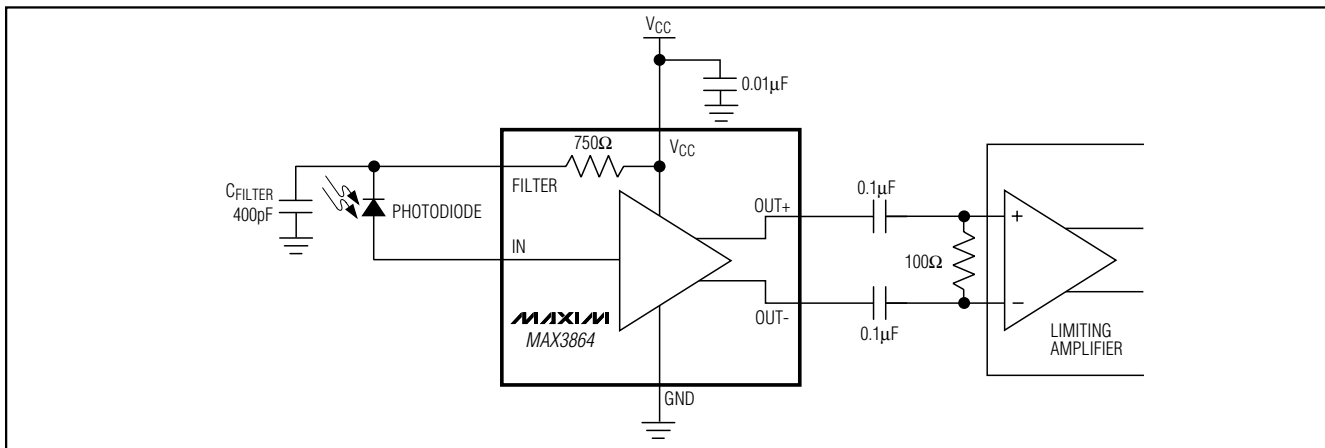 VCC
0.01µF
750Ω
VCC
FILTER
CFILTER
400pF
PHOTODIODE
IN
OUT+
OUT-
0.1µF
0.1µF
100Ω
+
−
MAXIM
MAX3864
LIMITING
AMPLIFIER
GND